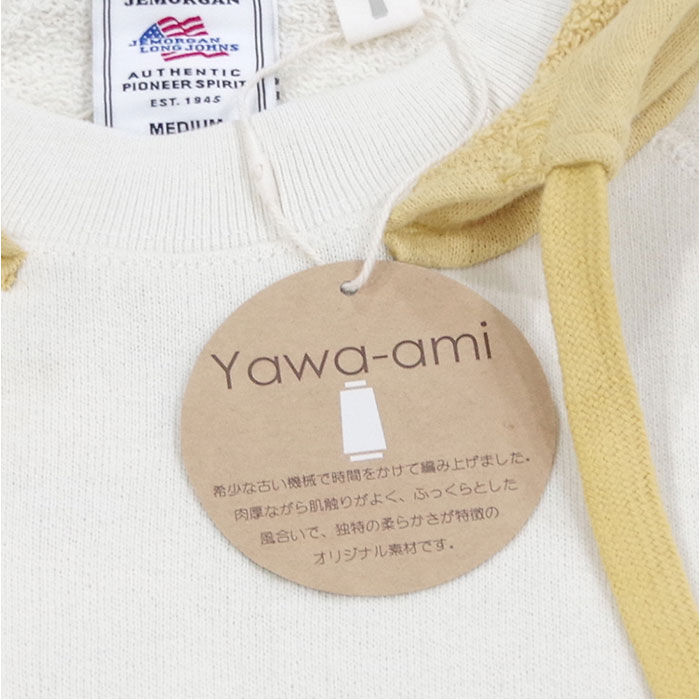 JEMORGAN
JEMORGAN
LONG JOHNS
AUTHENTIC
PIONEER SPIRIT
EST. 1945
MEDIUM
Yawa-ami
希少な古い機械で時間をかけて編み上げました。
肉厚ながら肌触りがよく、ふっくらとした
風合いで、独特の柔らかさが特徴の
オリジナル素材です。